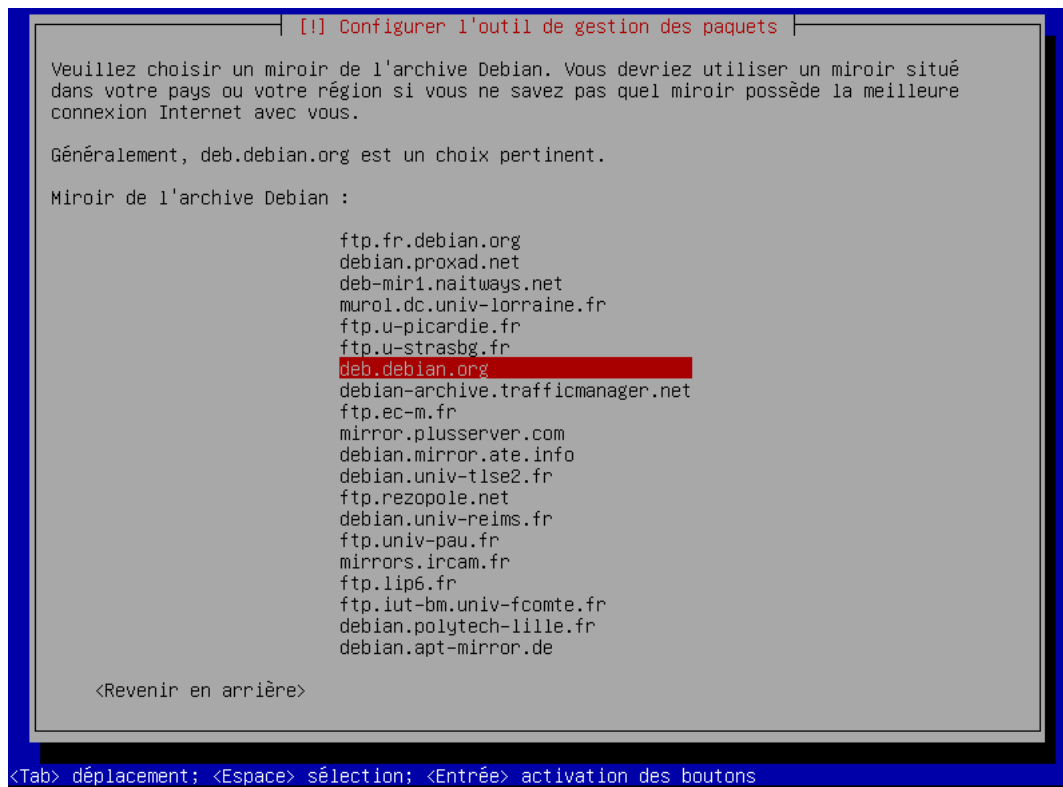 [!] Configurer l'outil de gestion des paquets
Veuillez choisir un miroir de l'archive Debian. Vous devriez utiliser un miroir situé
dans votre pays ou votre région si vous ne savez pas quel miroir possède la meilleure
connexion Internet avec vous.
Généralement, deb.debian.org est un choix pertinent.
Miroir de l'archive Debian :
ftp.fr.debian.org
debian.proxad.net
deb-mir1.naitways.net
murol.dc.univ-lorraine.fr
ftp.u-picardie.fr
ftp.u-strasbg.fr
deb.debian.org
debian-archive.trafficmanager.net
ftp.ec-m.fr
mirror.plusserver.com
debian.mirror.ate.info
debian.univ-tlse2.fr
ftp.rezopole.net
debian.univ-reims.fr
ftp.univ-pau.fr
mirrors.ircam.fr
ftp.lip6.fr
ftp.iut-bm.univ-fcomte.fr
debian.polytech-lille.fr
debian.apt-mirror.de
<Revenir en arrière>
<Tab> déplacement; <Espace> sélection; <Entrée> activation des boutons